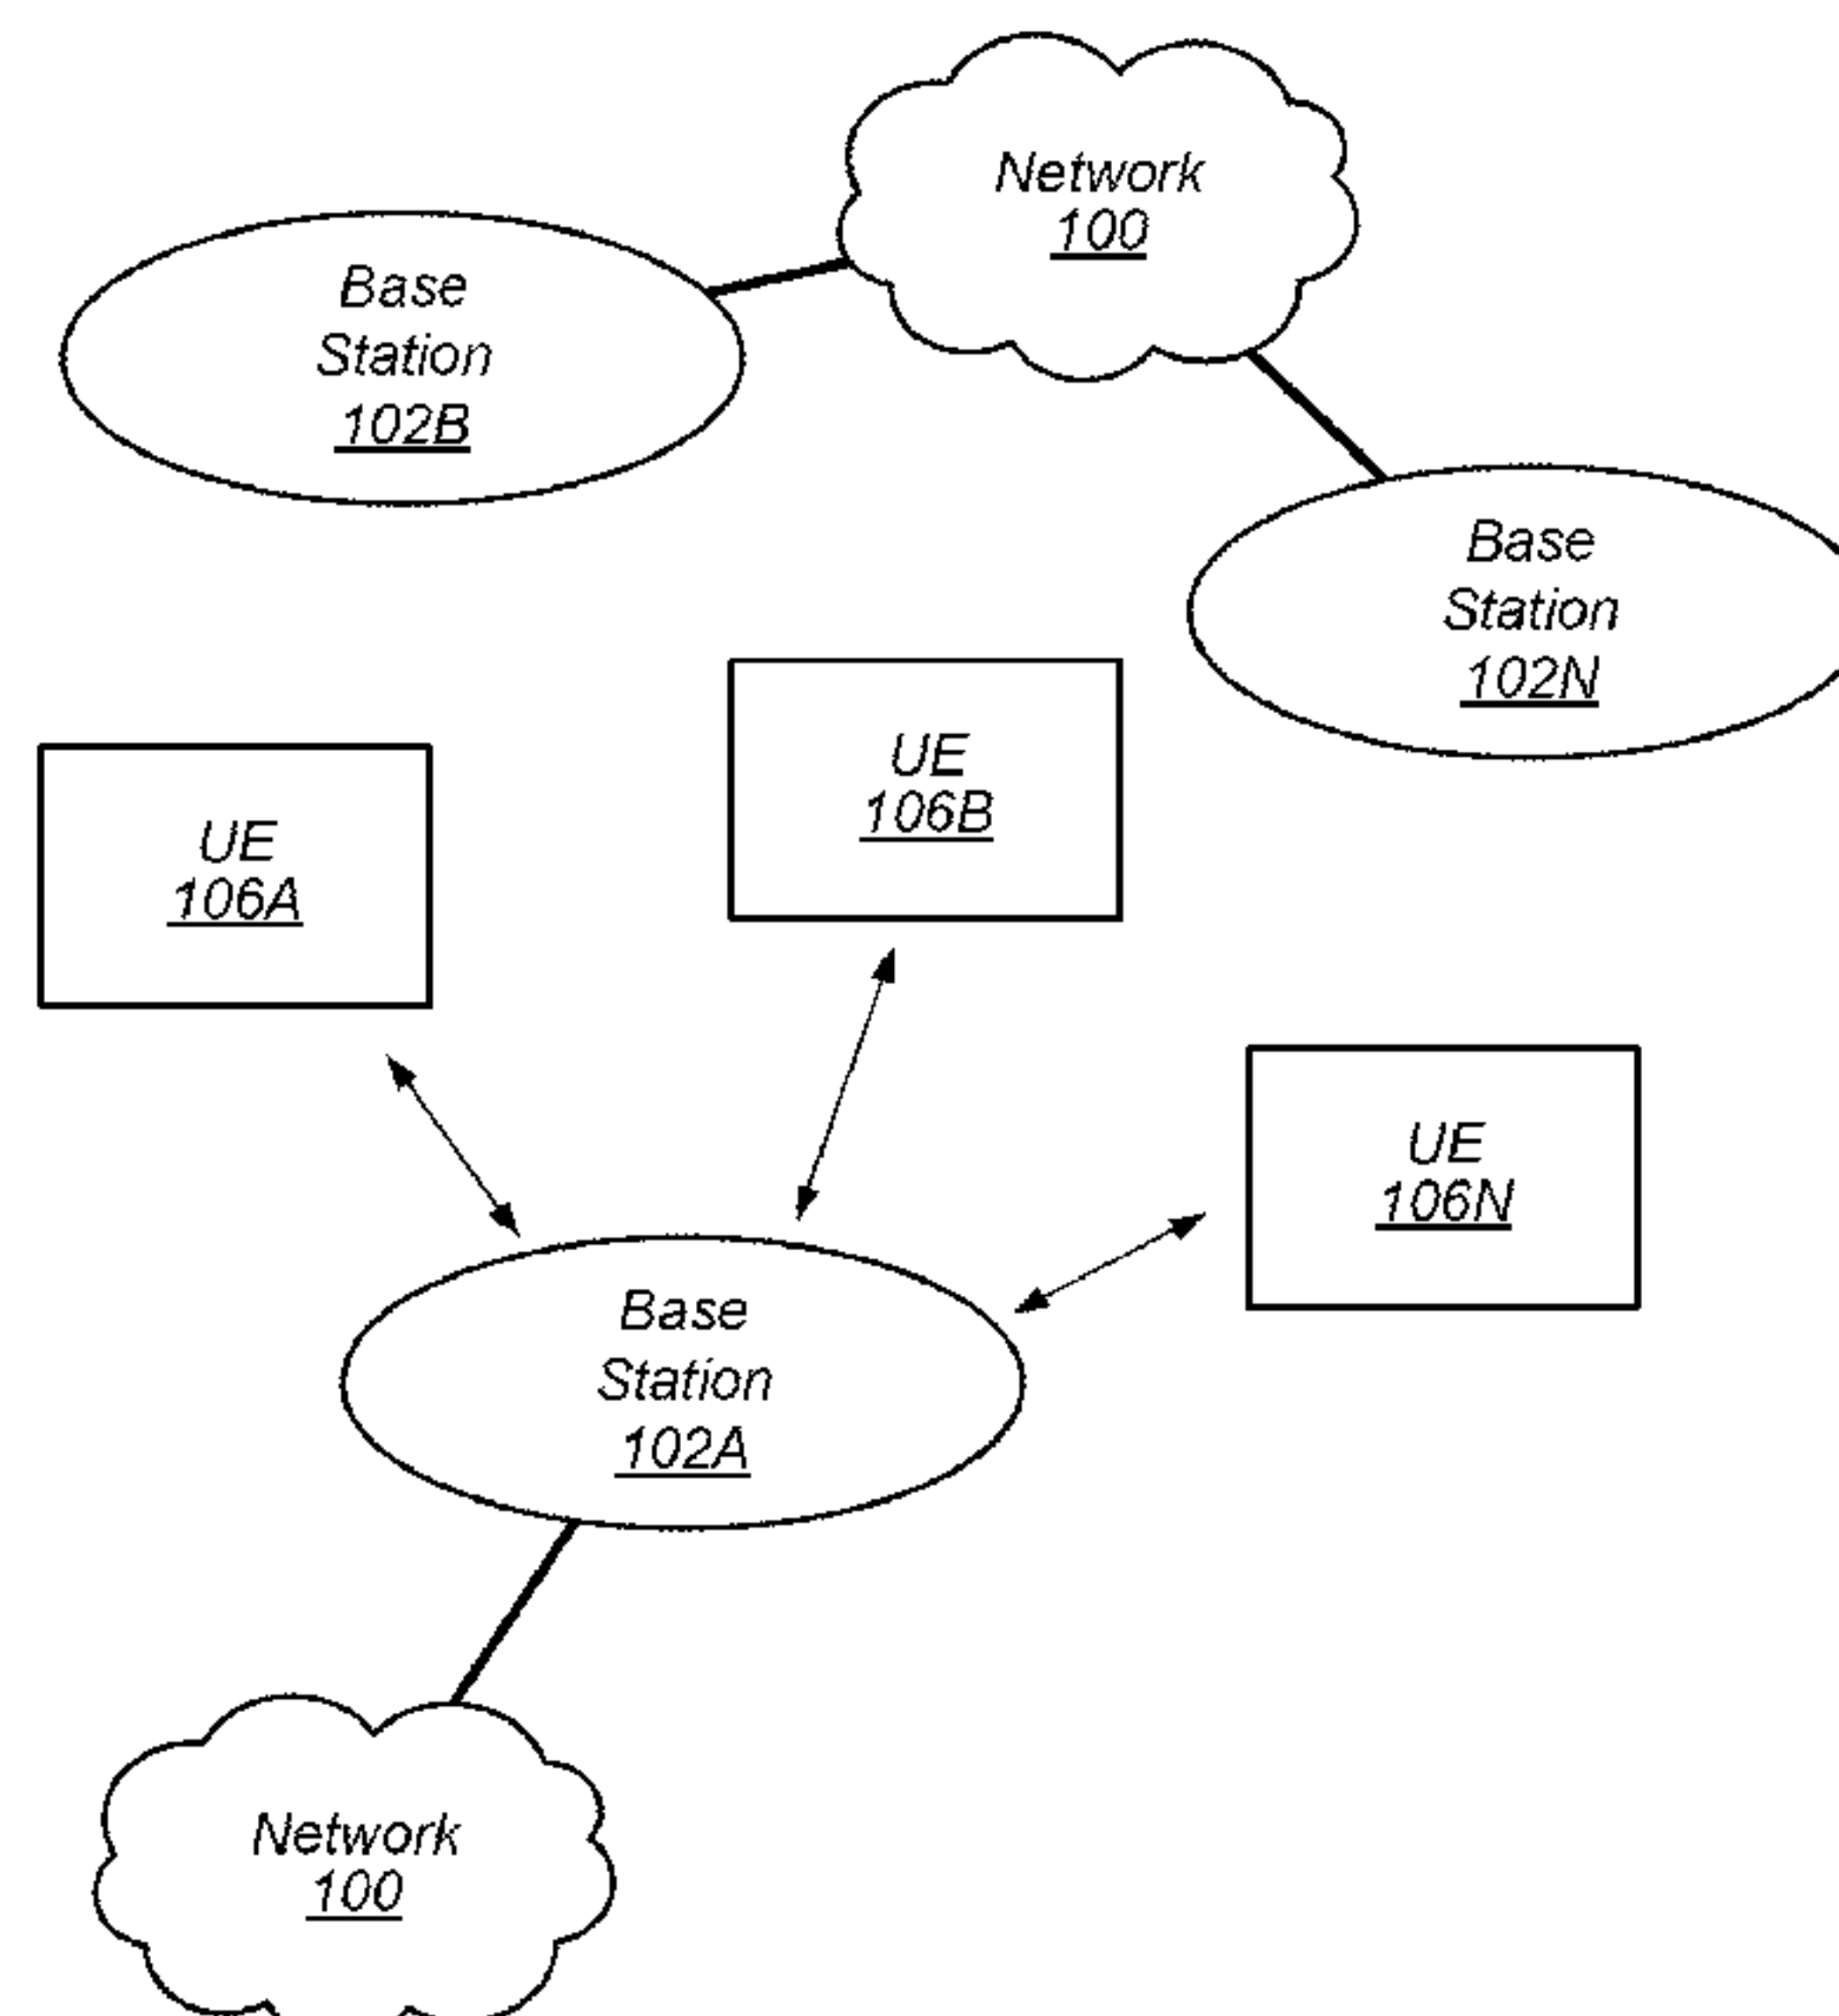 Network
100
Base
Station
102B
Base
Station
102N
UE
106B
UE
106A
UE
106N
Base
Station
102A
Network
100